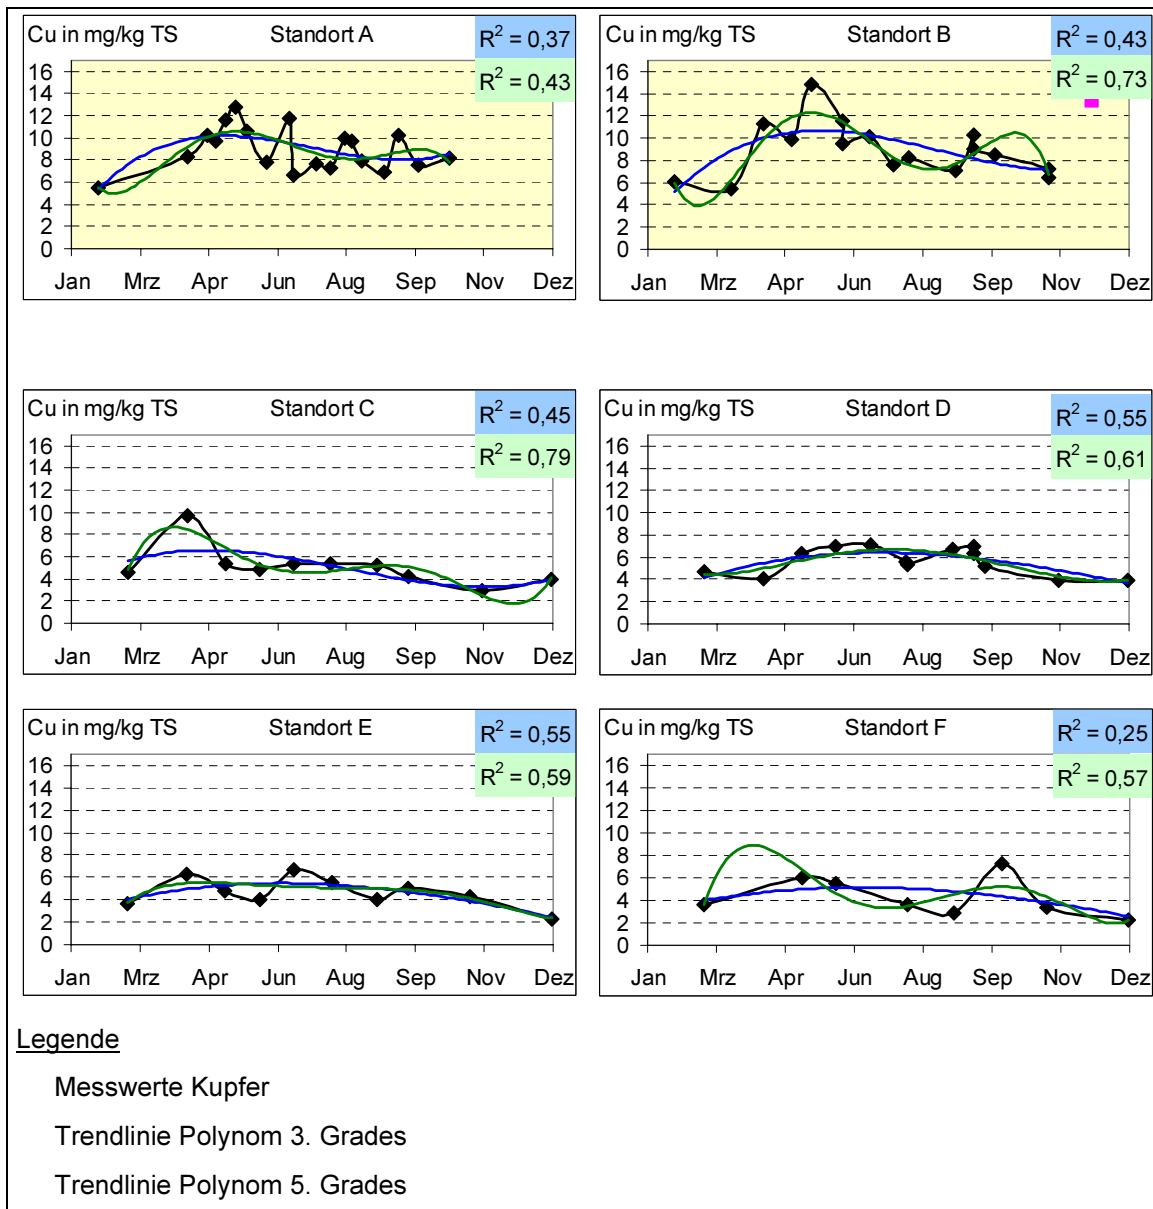 Cu in mg/kg TS Standort A R² = 0,37
R² = 0,43
16
14
12
10
8
6
4
2
0
Jan Mrz Apr Jun Aug Sep Nov Dez
Cu in mg/kg TS Standort B R² = 0,43
R² = 0,73
16
14
12
10
8
6
4
2
0
Jan Mrz Apr Jun Aug Sep Nov Dez
Cu in mg/kg TS Standort C R² = 0,45
R² = 0,79
16
14
12
10
8
6
4
2
0
Jan Mrz Apr Jun Aug Sep Nov Dez
Cu in mg/kg TS Standort D R² = 0,55
R² = 0,61
16
14
12
10
8
6
4
2
0
Jan Mrz Apr Jun Aug Sep Nov Dez
Cu in mg/kg TS Standort E R² = 0,55
R² = 0,59
16
14
12
10
8
6
4
2
0
Jan Mrz Apr Jun Aug Sep Nov Dez
Cu in mg/kg TS Standort F R² = 0,25
R² = 0,57
16
14
12
10
8
6
4
2
0
Jan Mrz Apr Jun Aug Sep Nov Dez
Legende
Messwerte Kupfer
Trendlinie Polynom 3. Grades
Trendlinie Polynom 5. Grades